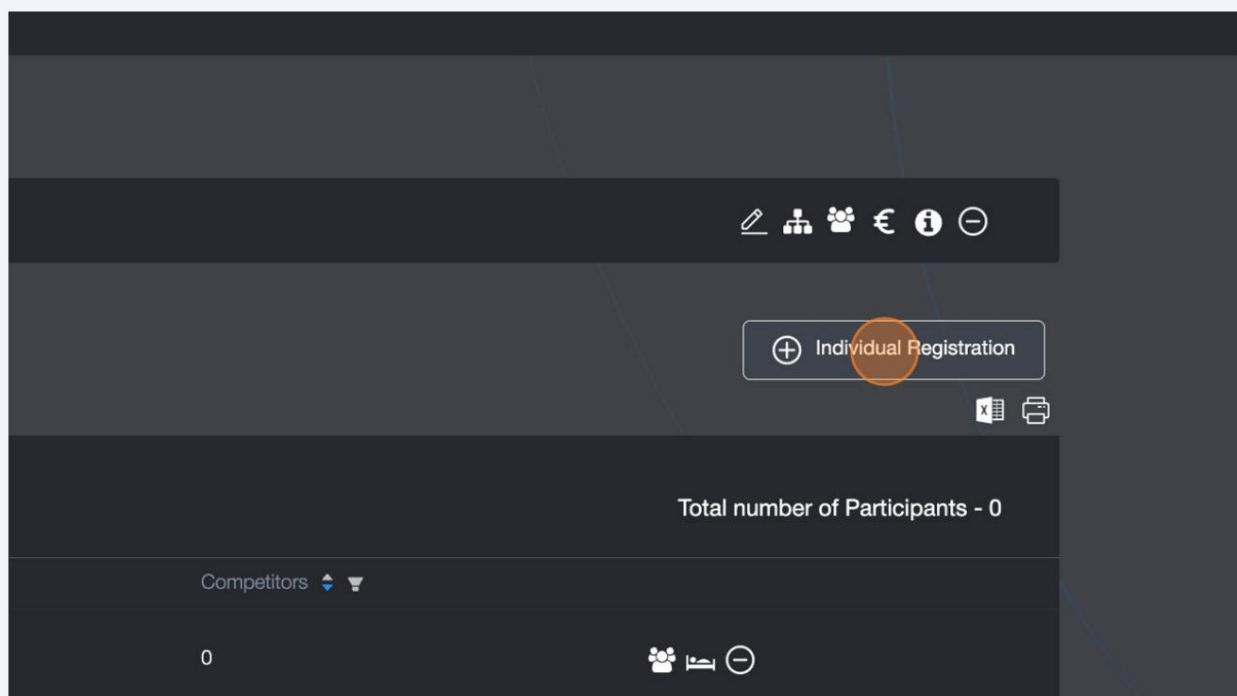 Individual Registration
Total number of Participants - 0
Competitors
0